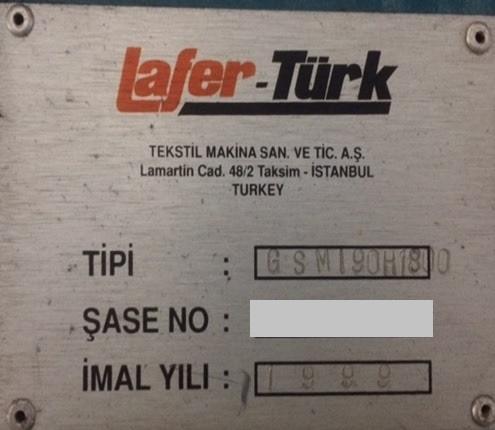 Lafer-Türk
TEKSTİL MAKİNA SAN. VE TİC. A.Ş.
Lamartin Cad. 48/2 Taksim - İSTANBUL
TURKEY
TİPİ : GSMI90H1800
ŞASE NO :
İMAL YILI : 1999